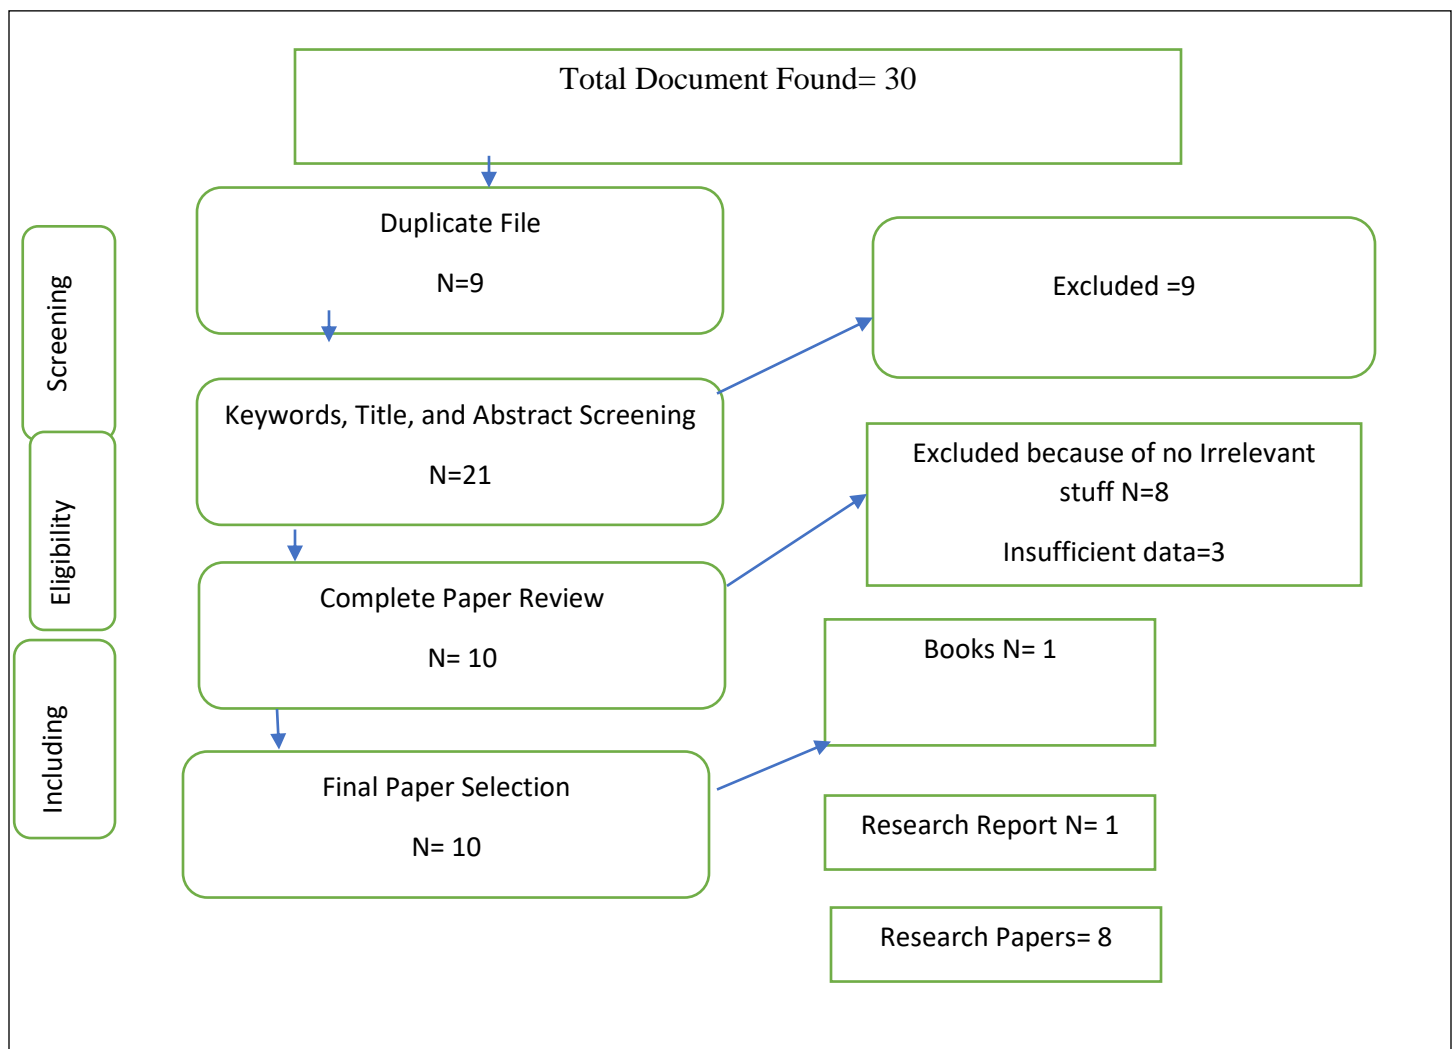 Total Document Found= 30
Duplicate File
N=9
Excluded =9
Screening
Keywords, Title, and Abstract Screening
N=21
Excluded because of no Irrelevant
stuff N=8
Insufficient data=3
Eligibility
Complete Paper Review
N= 10
Books N= 1
Including
Final Paper Selection
N= 10
Research Report N= 1
Research Papers= 8